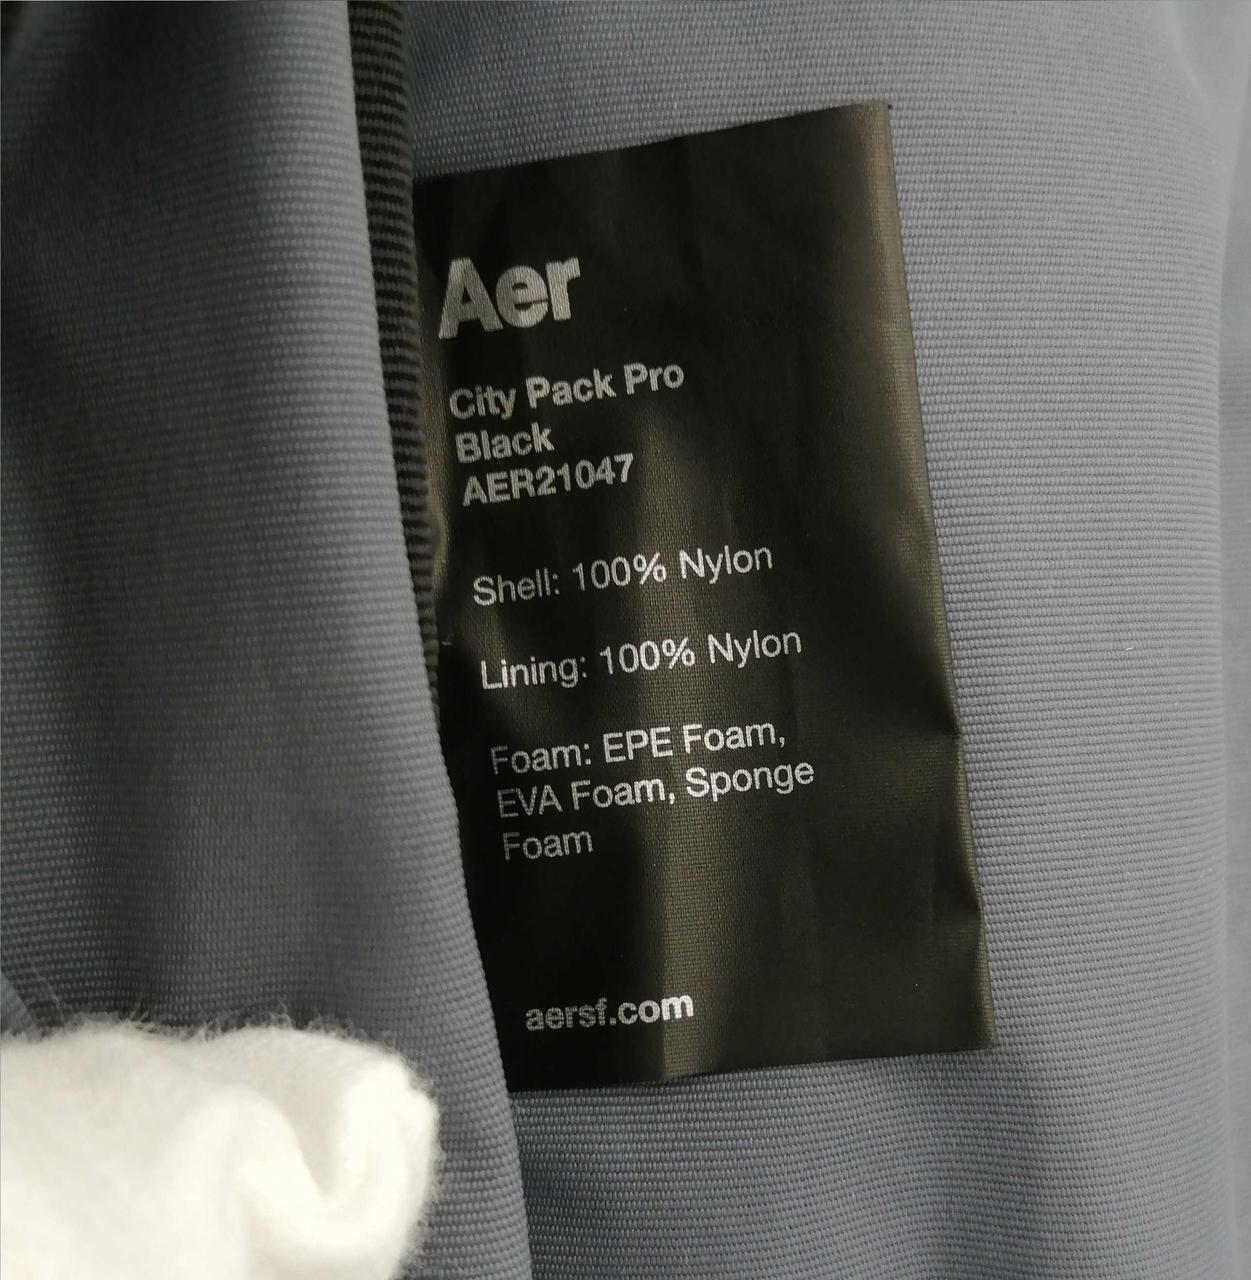 Aer
City Pack Pro
Black
AER21047
Shell: 100% Nylon
Lining: 100% Nylon
Foam: EPE Foam,
EVA Foam, Sponge
Foam
aersf.com